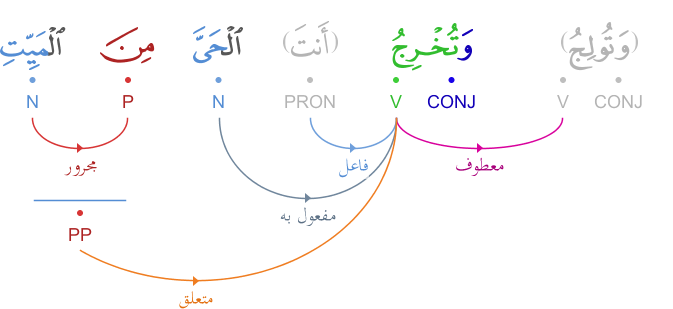 (وَتُولِجُ) وَتُخْرِجُ (أَنتَ) ٱلْحَىَّ مِنَ ٱلْمَيِّتِ
CONJ V CONJ V PRON N P N
معطوف فاعل مجرور
مفعول به
PP
متعلق